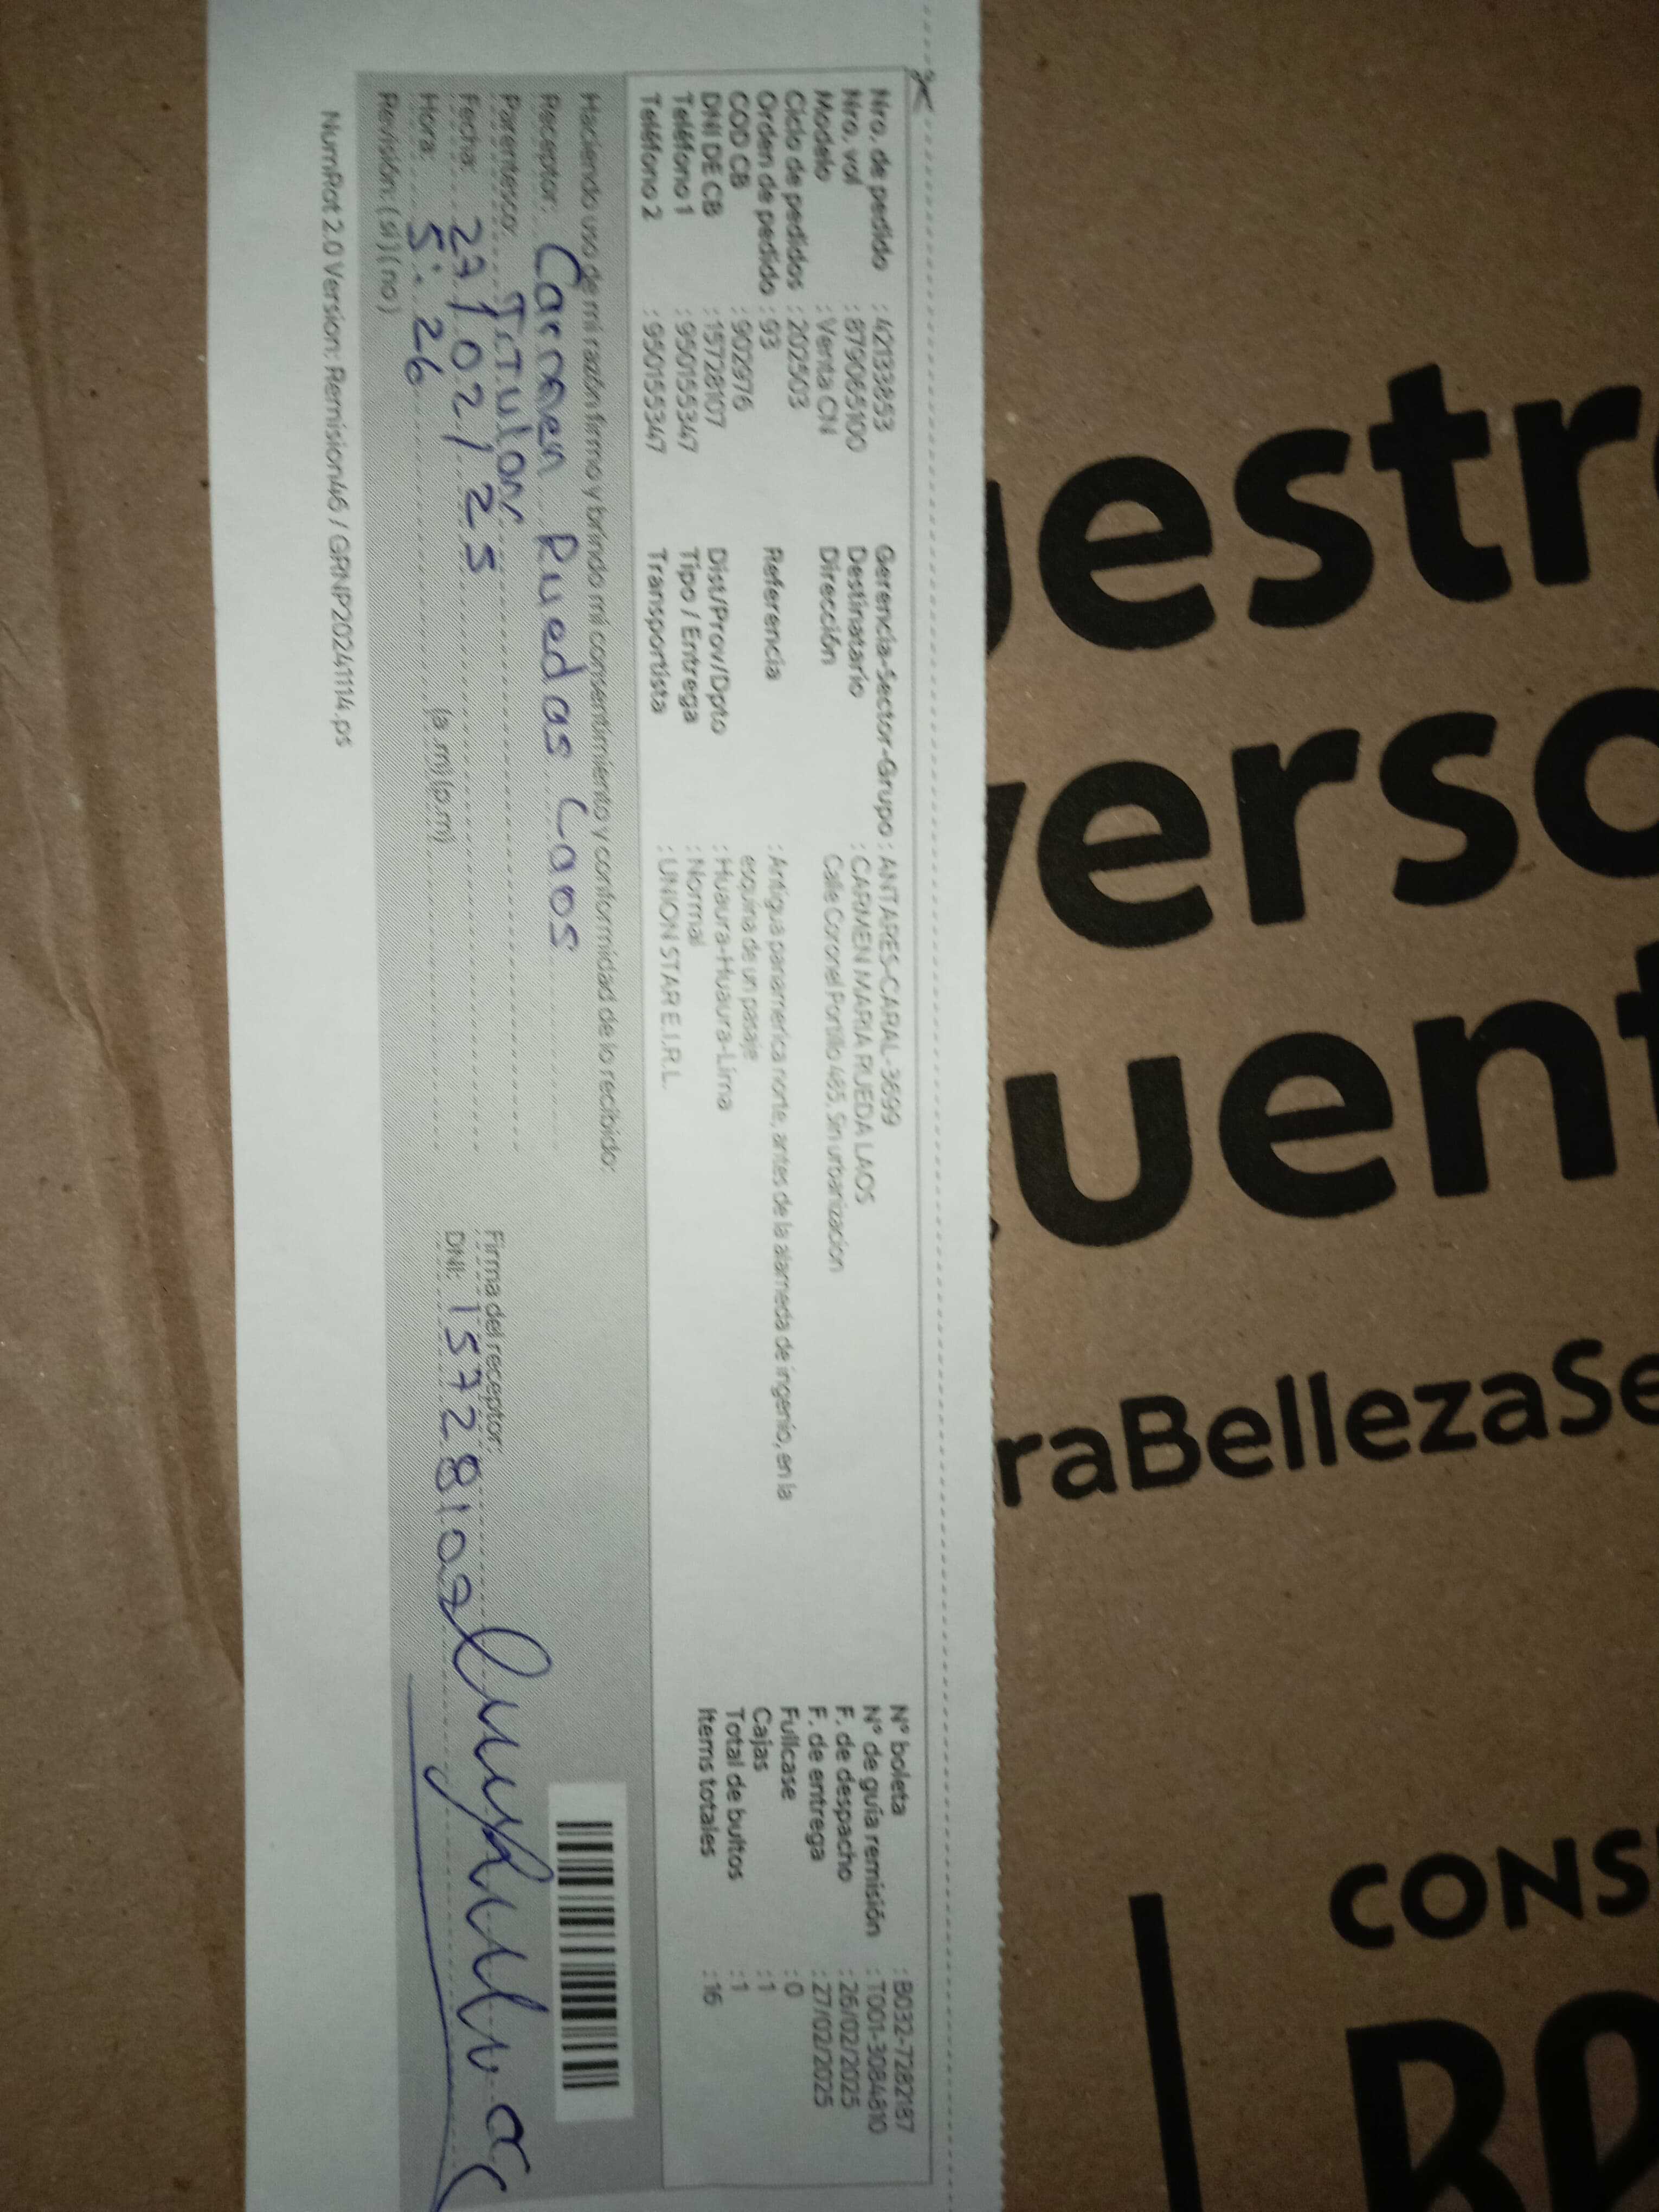 Nro. de pedido : 421338853
Nro. vol : 879065100
Modelo : Venta CN
Ciclo de pedidos : 202503
Orden de pedido : 93
COD CB : 902976
DNI DE CB : 15728107
Teléfono 1 : 950155347
Teléfono 2 : 950155347
Gerencia-Sector-Grupo : ANTARES-CARAL-3699
Destinatario : CARMEN MARIA RUEDA LAOS
Dirección Calle Coronel Portillo 485, Sin urbanizacion
Referencia : Antigua panamerica norte, antes de la alameda de ingenio, en la
esquina de un pasaje
Dist/Prov/Dpto : Huaura-Huaura-Lima
Tipo / Entrega : Normal
Transportista : UNION STAR E.I.R.L.
N° boleta : B032-7282187
N° de guía remisión : T001-3084810
F. de despacho : 26/02/2025
F. de entrega : 27/02/2025
Fullcase : 0
Cajas : 1
Total de bultos : 1
Items totales : 16
Haciendo uso de mi razón firmo y brindo mi consentimiento y conformidad de lo recibido:
Receptor: Carmen Ruedas Laos
Parentesco: Titular
Fecha: 27/02/25
Hora: 5:26 (a.m)(p.m)
Revisión: (si) (no)
Firma del receptor:
DNI: 15728107
NumRot 2.0 Version: Remision46 / GRNP20241114.ps
estr
erso
uent
raBellezaSe
CONS